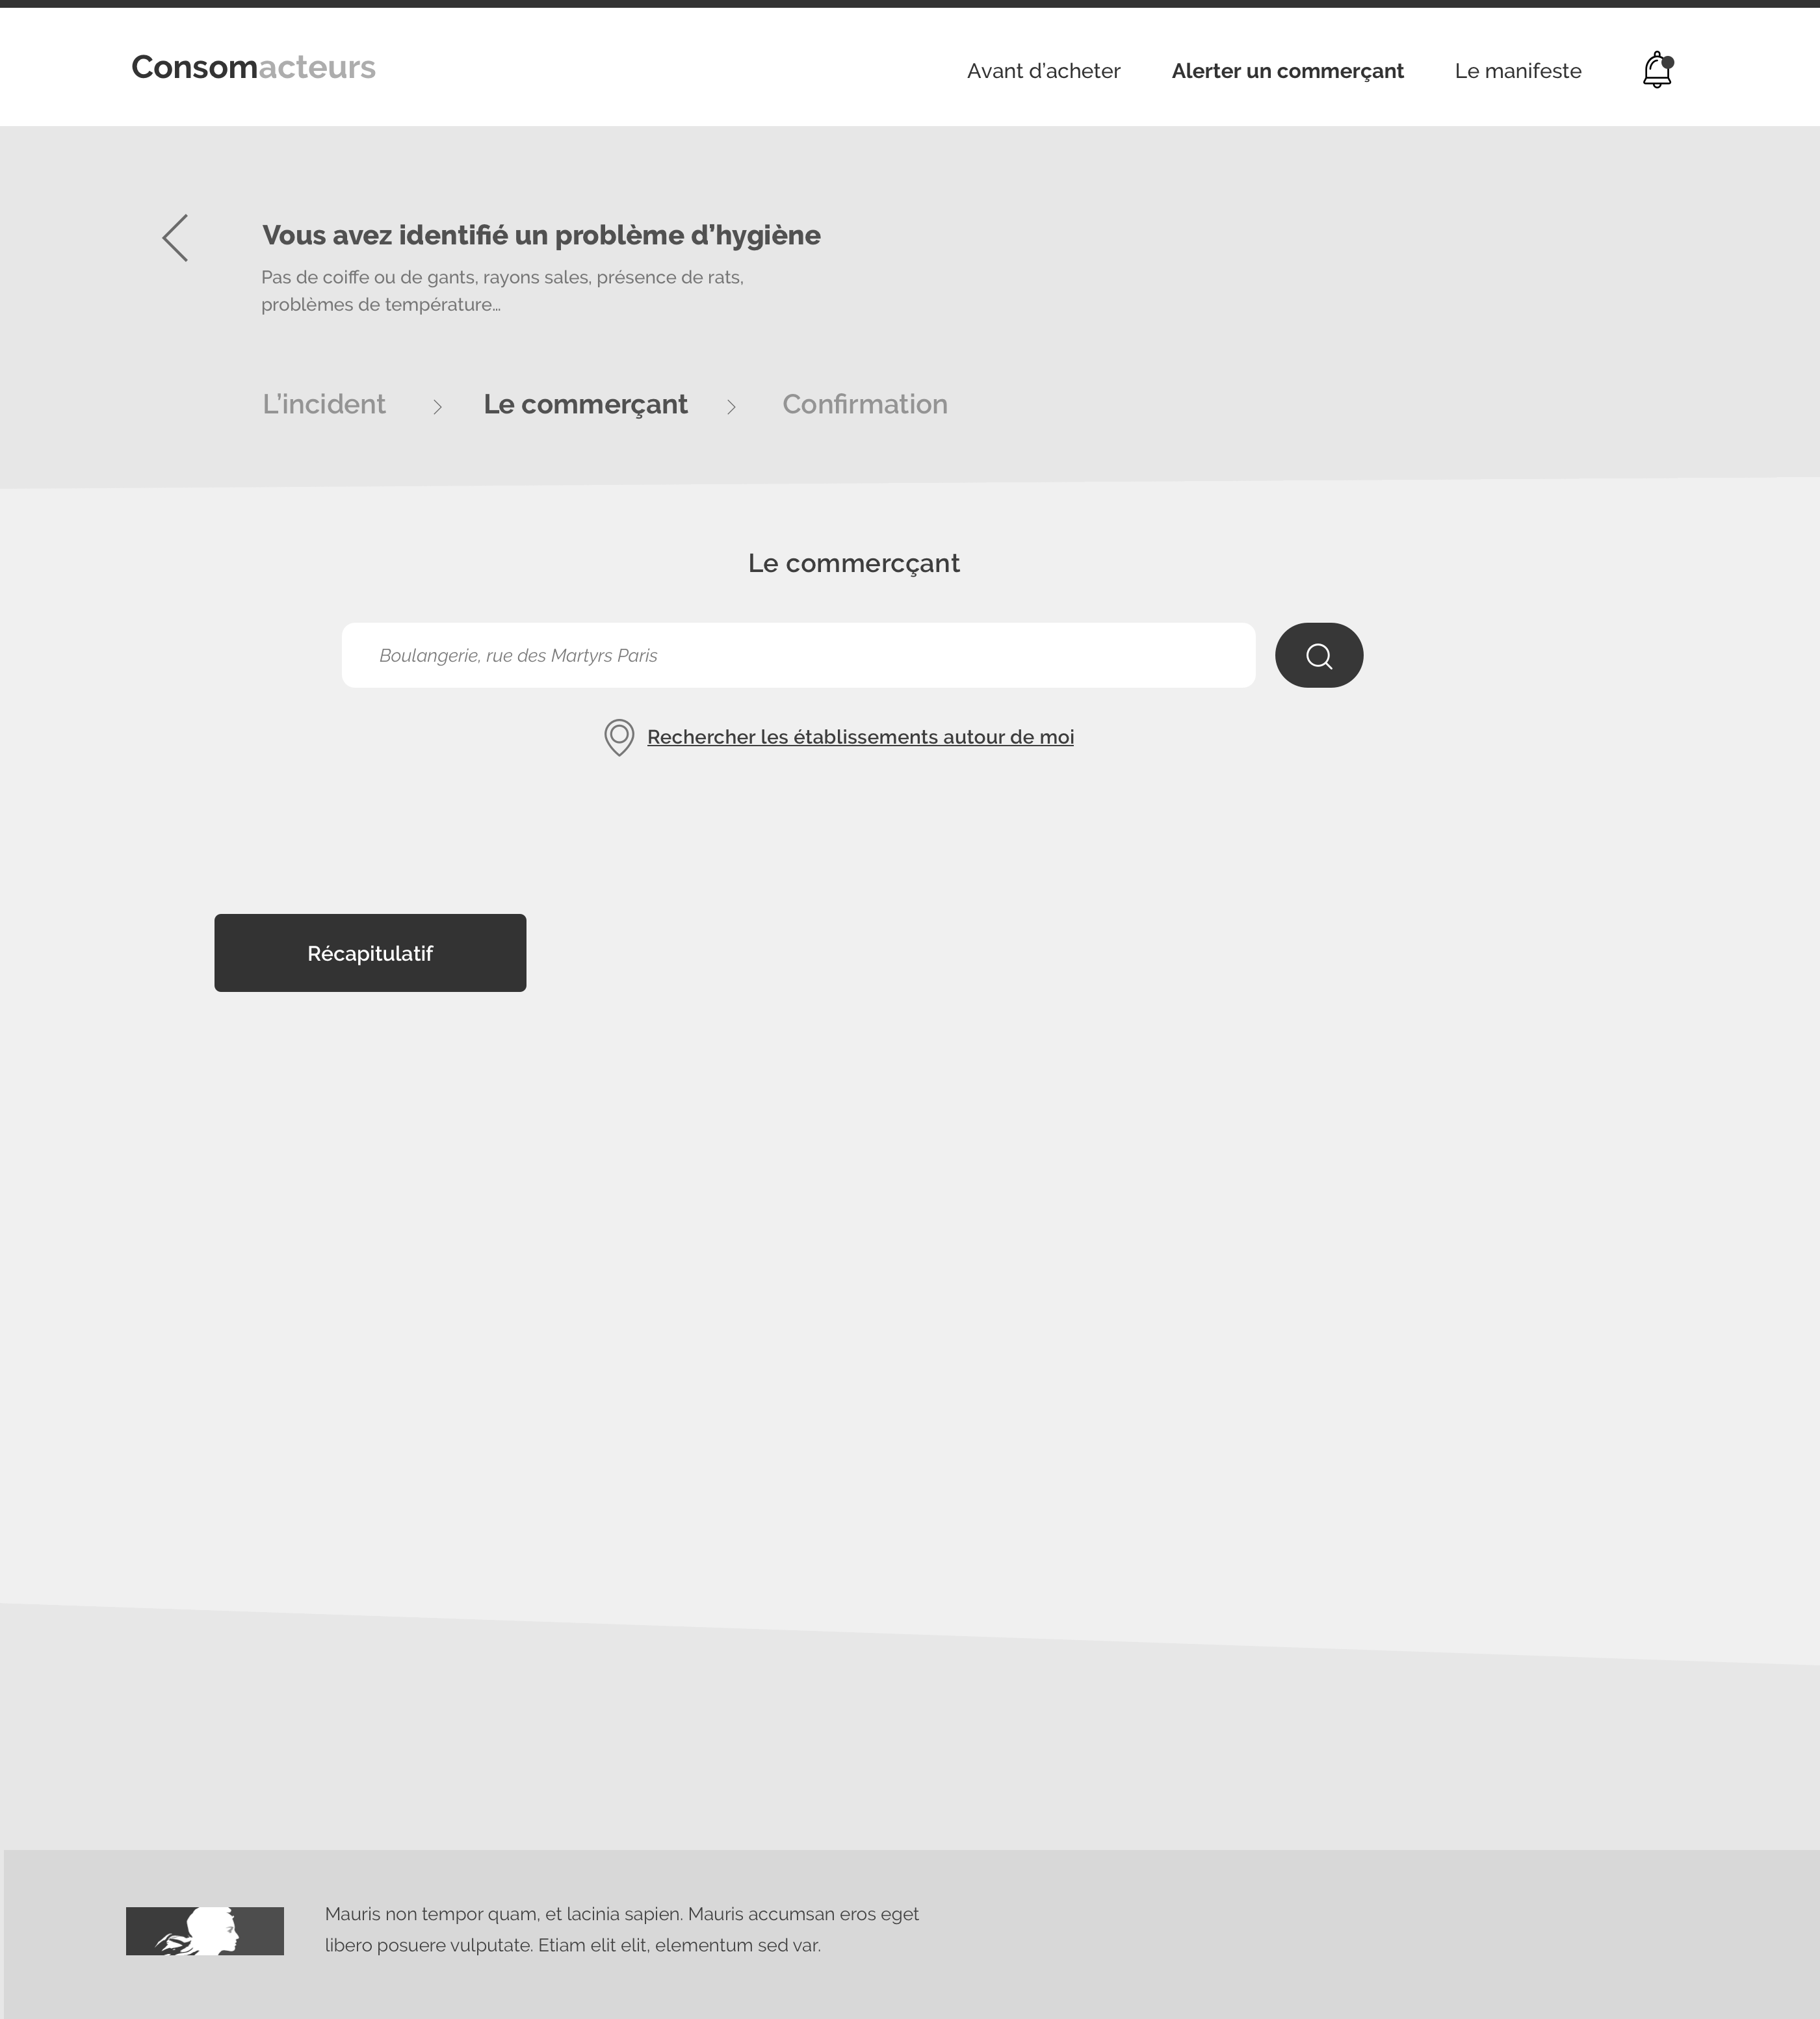 Consomacteurs
Avant d’acheter
Alerter un commerçant
Le manifeste
Vous avez identifié un problème d’hygiène
Pas de coiffe ou de gants, rayons sales, présence de rats,
problèmes de température…
L’incident
Le commerçant
Confirmation
Le commercçant
Boulangerie, rue des Martyrs Paris
Rechercher les établissements autour de moi
Récapitulatif
Mauris non tempor quam, et lacinia sapien. Mauris accumsan eros eget
libero posuere vulputate. Etiam elit elit, elementum sed var.